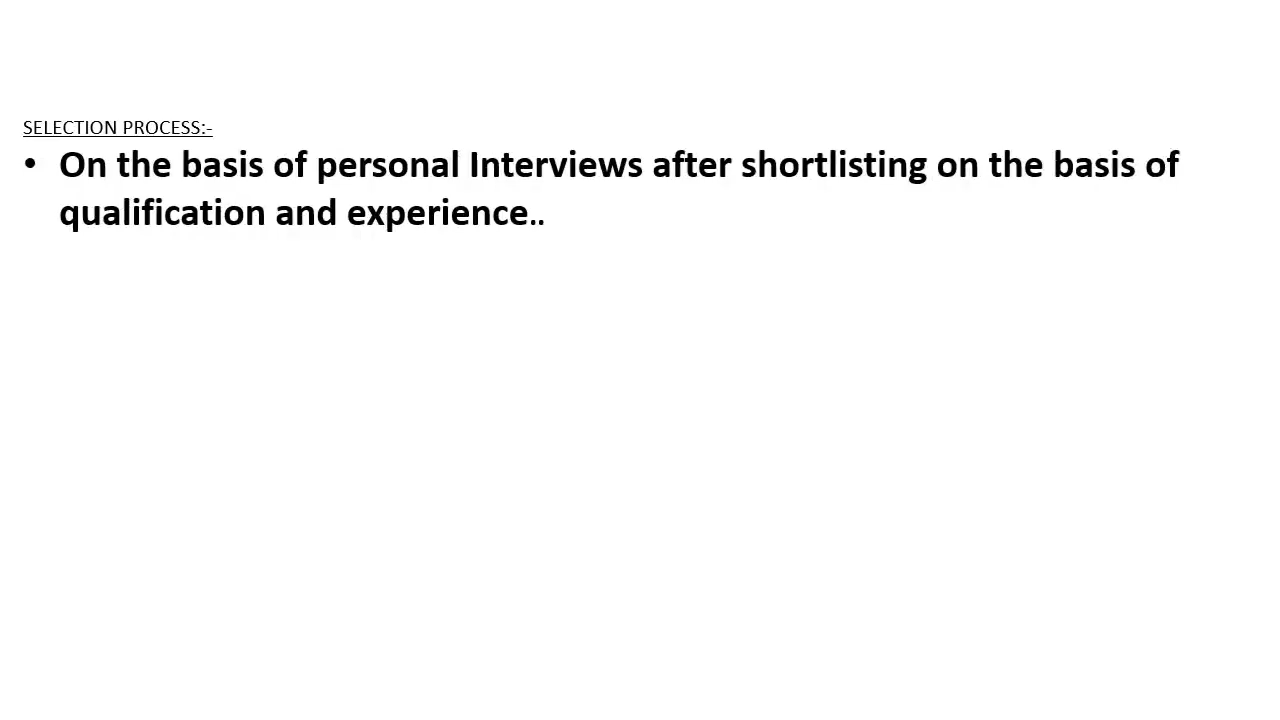 SELECTION PROCESS:-
• On the basis of personal Interviews after shortlisting on the basis of
qualification and experience..